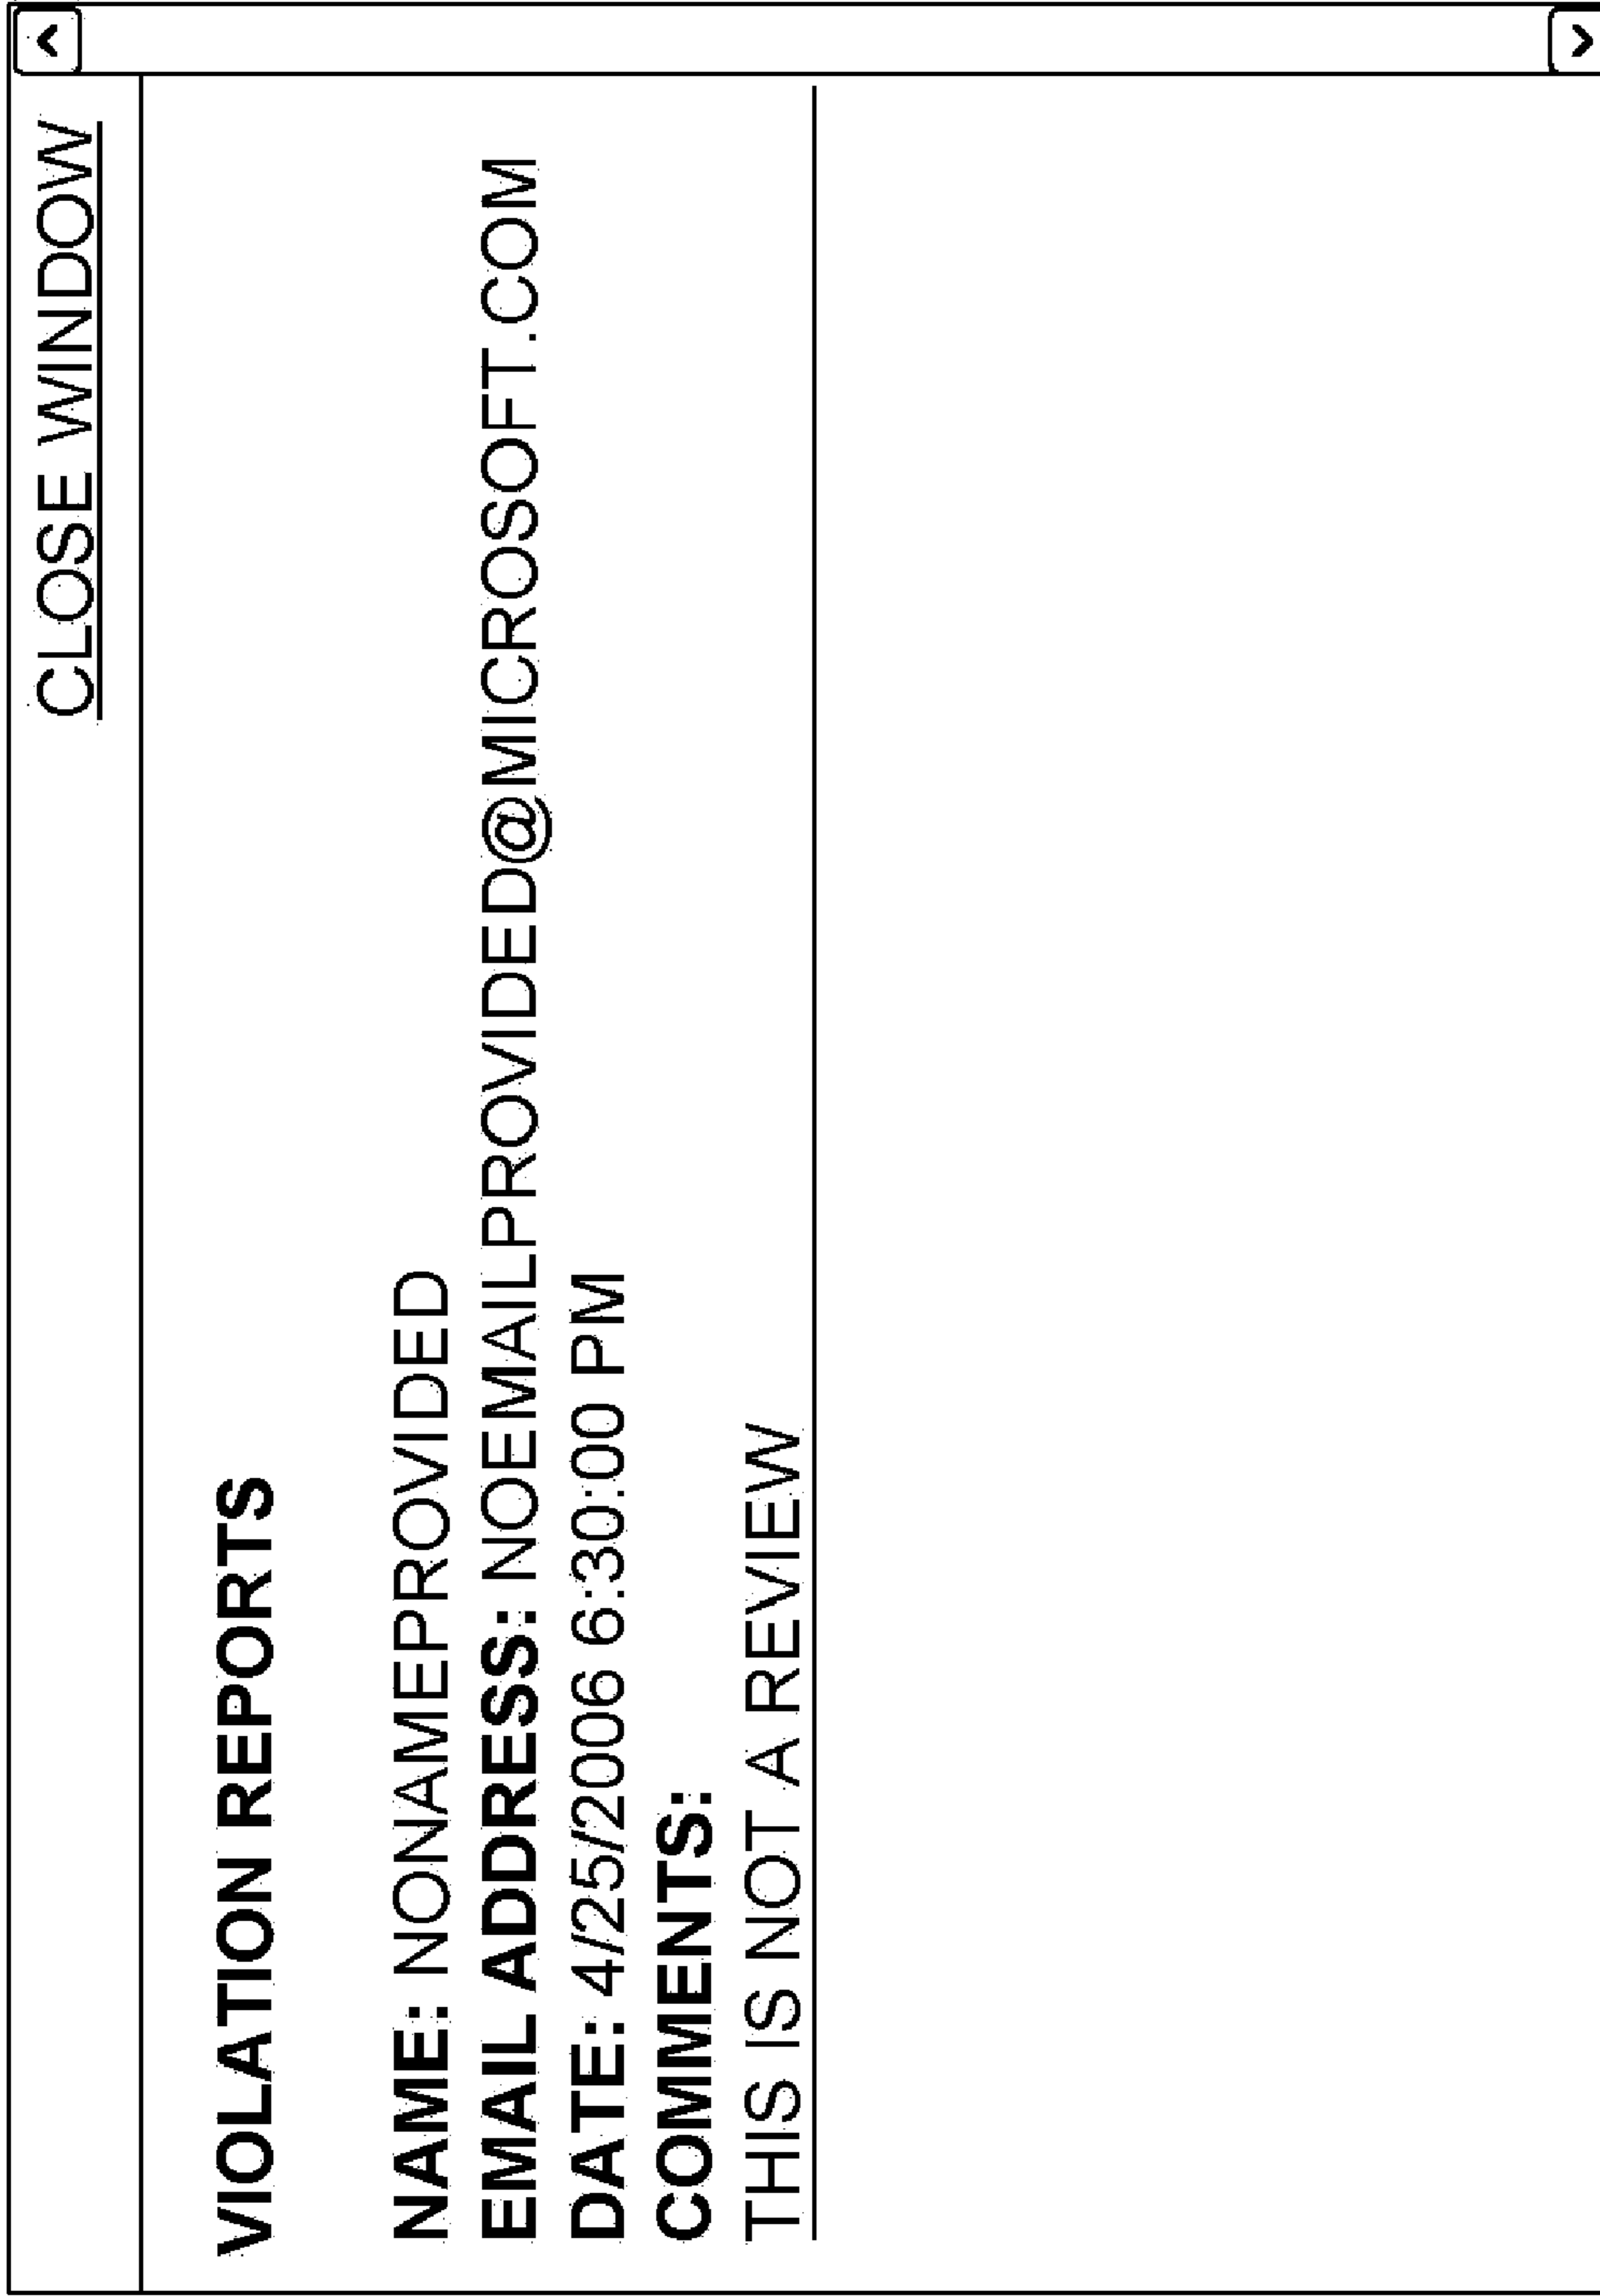 CLOSE WINDOW
VIOLATION REPORTS
NAME: NONAMEPROVIDED
EMAIL ADDRESS: NOEMAILPROVIDED@MICROSOFT.COM
DATE: 4/25/2006 6:30:00 PM
COMMENTS:
THIS IS NOT A REVIEW